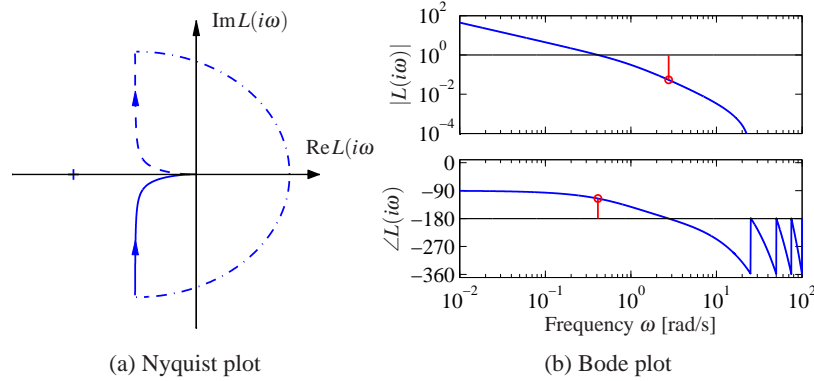 Im L(iω)
Re L(iω
(a) Nyquist plot
|L(iω)|
10^2
10^0
10^-2
10^-4
∠L(iω)
0
-90
-180
-270
-360
10^-2
10^-1
10^0
10^1
10^2
Frequency ω [rad/s]
(b) Bode plot